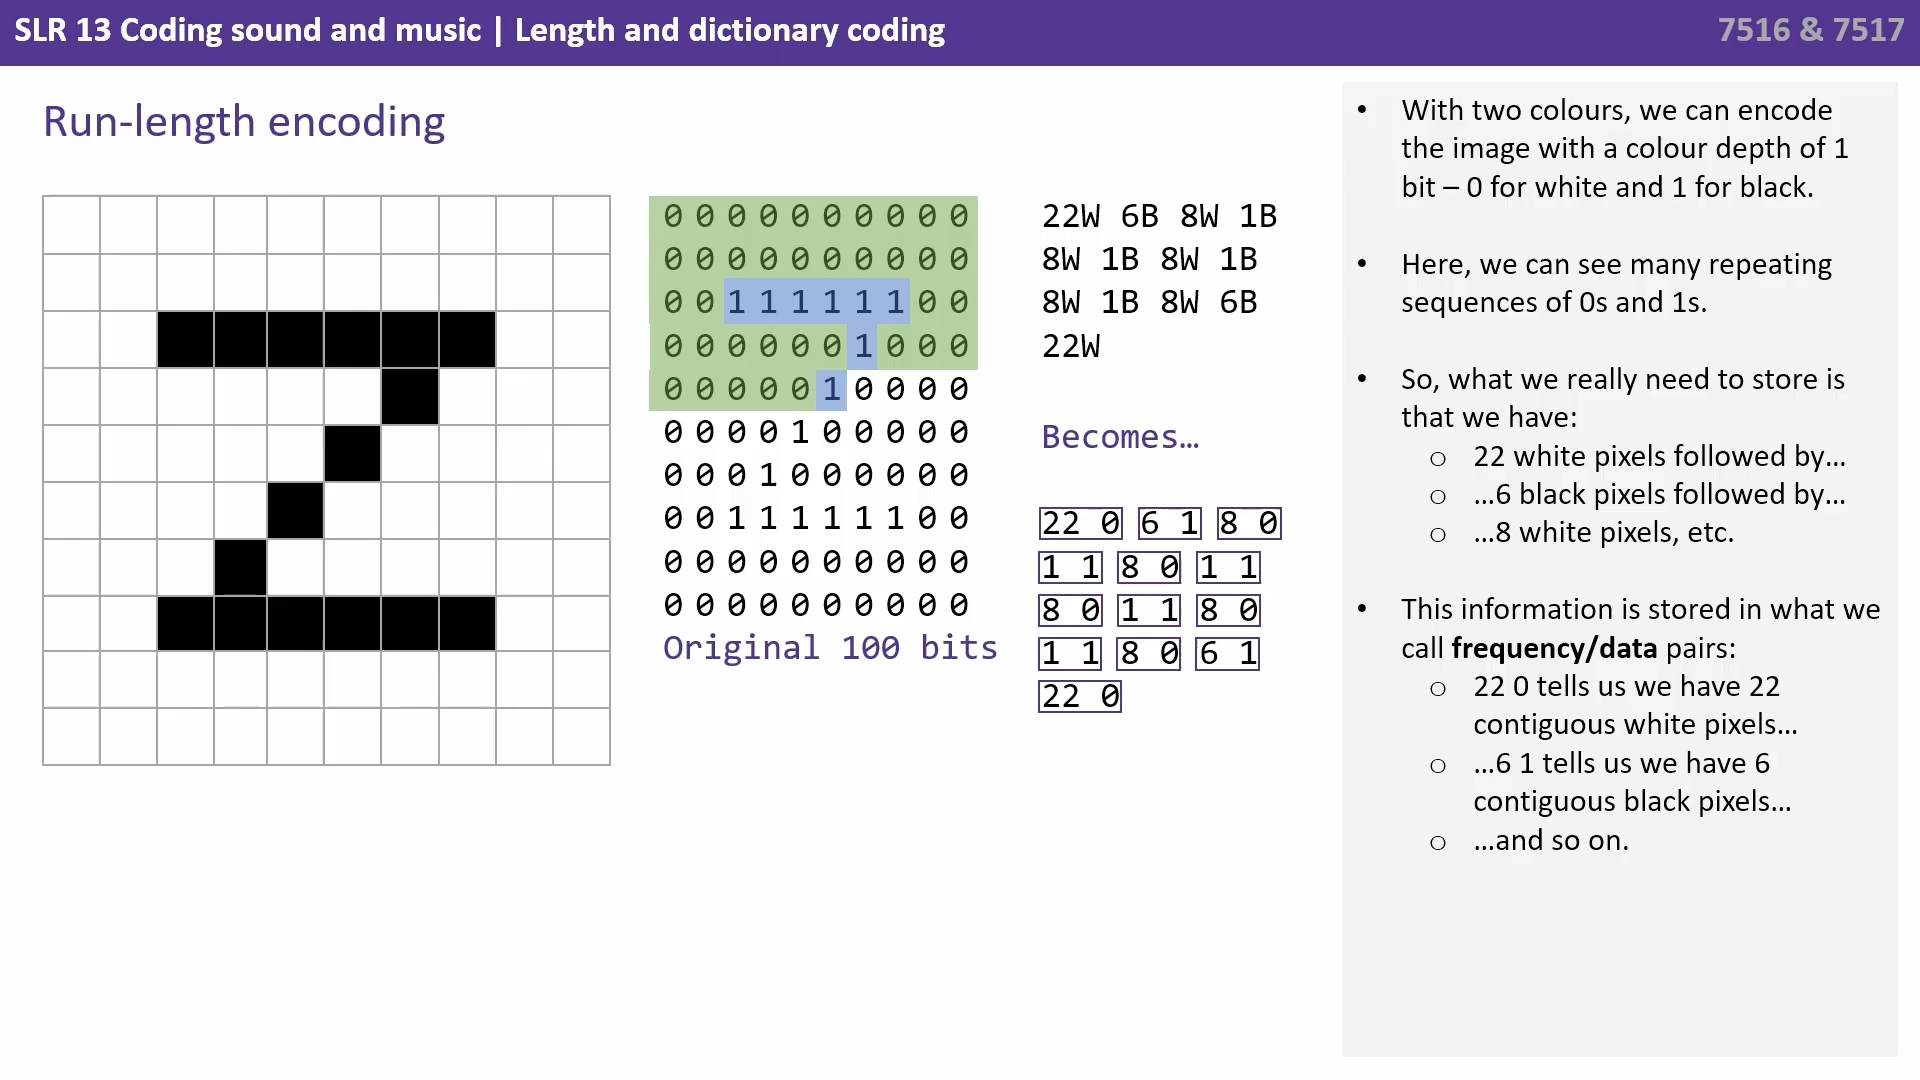 SLR 13 Coding sound and music | Length and dictionary coding
7516 & 7517
Run-length encoding
0 0 0 0 0 0 0 0 0 0
0 0 0 0 0 0 0 0 0 0
0 0 1 1 1 1 1 1 0 0
0 0 0 0 0 0 1 0 0 0
0 0 0 0 0 1 0 0 0 0
0 0 0 0 1 0 0 0 0 0
0 0 0 1 0 0 0 0 0 0
0 0 1 1 1 1 1 1 0 0
0 0 0 0 0 0 0 0 0 0
0 0 0 0 0 0 0 0 0 0
Original 100 bits
22W 6B 8W 1B
8W 1B 8W 1B
8W 1B 8W 6B
22W
Becomes…
22 0 6 1 8 0
1 1 8 0 1 1
8 0 1 1 8 0
1 1 8 0 6 1
22 0
• With two colours, we can encode
the image with a colour depth of 1
bit – 0 for white and 1 for black.
• Here, we can see many repeating
sequences of 0s and 1s.
• So, what we really need to store is
that we have:
o 22 white pixels followed by…
o …6 black pixels followed by…
o …8 white pixels, etc.
• This information is stored in what we
call frequency/data pairs:
o 22 0 tells us we have 22
contiguous white pixels…
o …6 1 tells us we have 6
contiguous black pixels…
o …and so on.